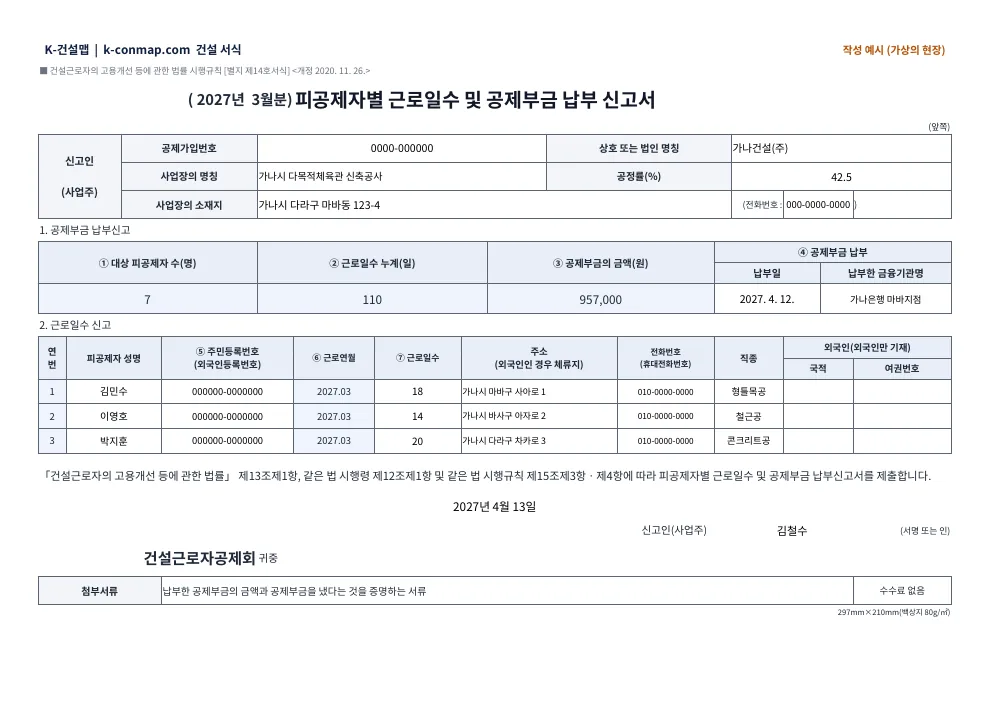 K-건설맵 | k-conmap.com 건설 서식
작성 예시 (가상의 현장)
■ 건설근로자의 고용개선 등에 관한 법률 시행규칙 [별지 제14호서식] <개정 2020. 11. 26.>
( 2027년 3월분) 피공제자별 근로일수 및 공제부금 납부 신고서
(앞쪽)
신고인
(사업주)
공제가입번호 0000-000000 상호 또는 법인 명칭 가나건설(주)
사업장의 명칭 가나시 다목적체육관 신축공사 공정률(%) 42.5
사업장의 소재지 가나시 다라구 마바동 123-4 (전화번호 : 000-0000-0000 )
1. 공제부금 납부신고
① 대상 피공제자 수(명) ② 근로일수 누계(일) ③ 공제부금의 금액(원) ④ 공제부금 납부
납부일 납부한 금융기관명
7 110 957,000 2027. 4. 12. 가나은행 마바지점
2. 근로일수 신고
연번 피공제자 성명 ⑤ 주민등록번호 (외국인등록번호) ⑥ 근로연월 ⑦ 근로일수 주소 (외국인인 경우 체류지) 전화번호 (휴대전화번호) 직종 외국인(외국인만 기재)
국적 여권번호
1 김민수 000000-0000000 2027.03 18 가나시 마바구 사아로 1 010-0000-0000 형틀목공
2 이영호 000000-0000000 2027.03 14 가나시 바사구 아자로 2 010-0000-0000 철근공
3 박지훈 000000-0000000 2027.03 20 가나시 다라구 차카로 3 010-0000-0000 콘크리트공
「건설근로자의 고용개선 등에 관한 법률」 제13조제1항, 같은 법 시행령 제12조제1항 및 같은 법 시행규칙 제15조제3항ㆍ제4항에 따라 피공제자별 근로일수 및 공제부금 납부신고서를 제출합니다.
2027년 4월 13일
신고인(사업주) 김철수 (서명 또는 인)
건설근로자공제회 귀중
첨부서류 납부한 공제부금의 금액과 공제부금을 냈다는 것을 증명하는 서류 수수료 없음
297mm×210mm(백상지 80g/㎡)